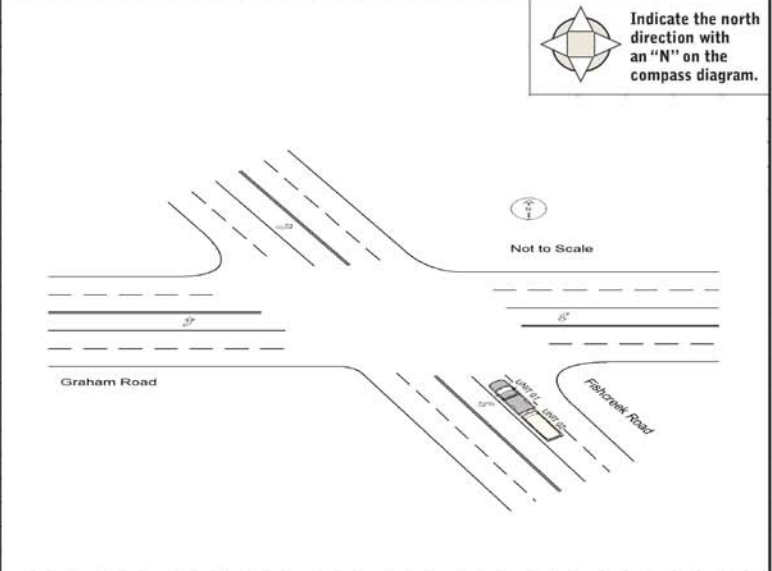 Indicate the north
direction with
an “N” on the
compass diagram.
N
Not to Scale
Graham Road
UNIT 01
UNIT 02
Fishcreek Road